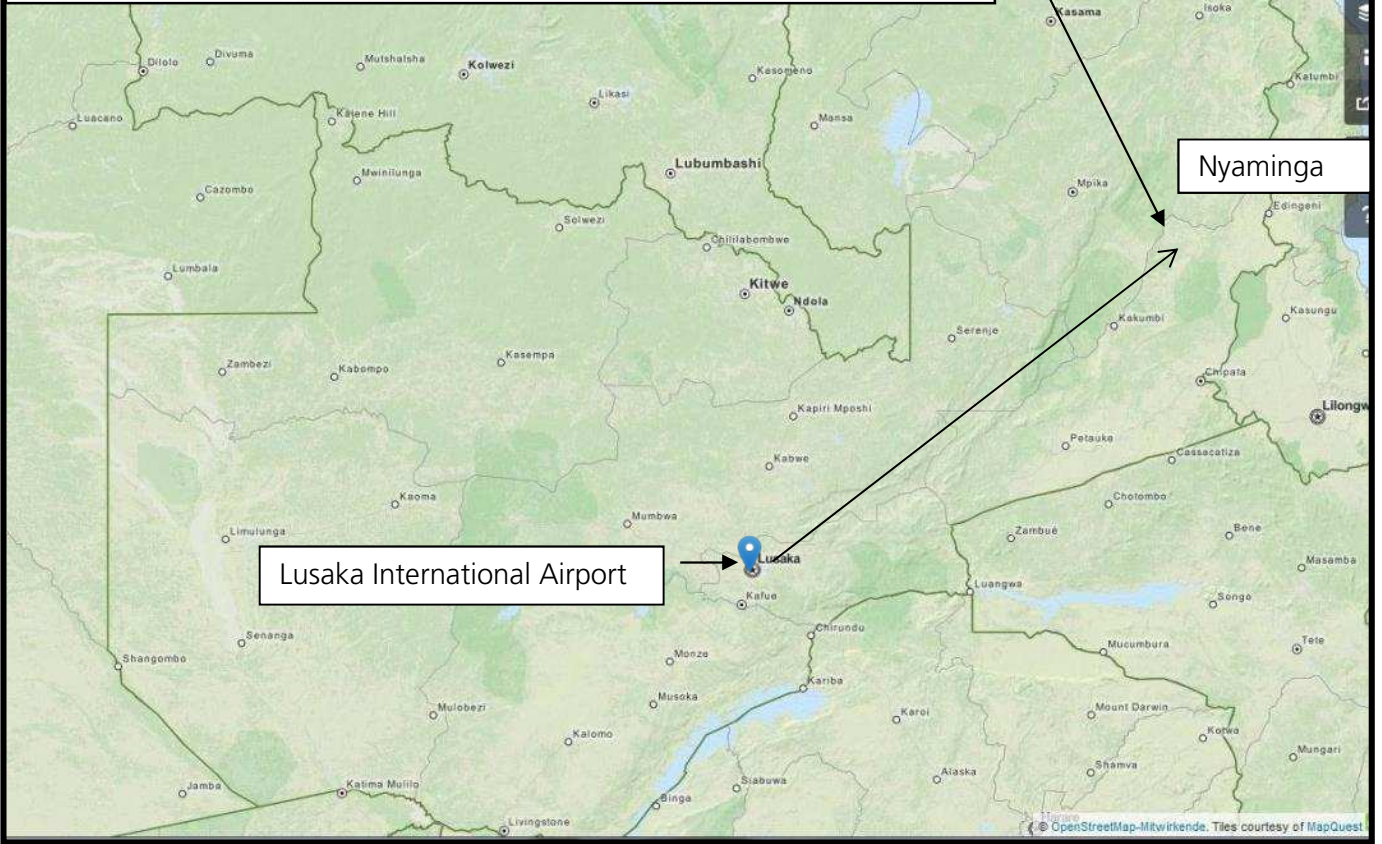 Kasama
Isoka
Dilolo
Divuma
Mutshatsha
Kolwezi
Kasomeno
Katumbi
Likasi
Luacano
Kalene Hill
Mansa
Lubumbashi
Nyaminga
Mwinilunga
Cazombo
Mpika
Edingeni
?
Solwezi
Chililabombwe
Lumbala
Kitwe
Ndola
Kasungu
Kakumbi
Serenje
Kasempa
Zambezi
Kabompo
Chipata
Kapiri Mposhi
Lilongw
Petauke
Kabwe
Cassacatiza
Kaoma
Chotombo
Mumbwa
Limulunga
Zambué
Bene
Lusaka
Masamba
Lusaka International Airport
Luangwa
Kafue
Songo
Chirundu
Senanga
Mucumbura
Tete
Monze
Shangombo
Kariba
Musoka
Mulobezi
Karoi
Mount Darwin
Kalomo
Kotwa
Mungari
Shamva
Alaska
Siabuwa
Jamba
Katima Mulilo
Binga
Livingstone
Harare
© OpenStreetMap-Mitwirkende. Tiles courtesy of MapQuest